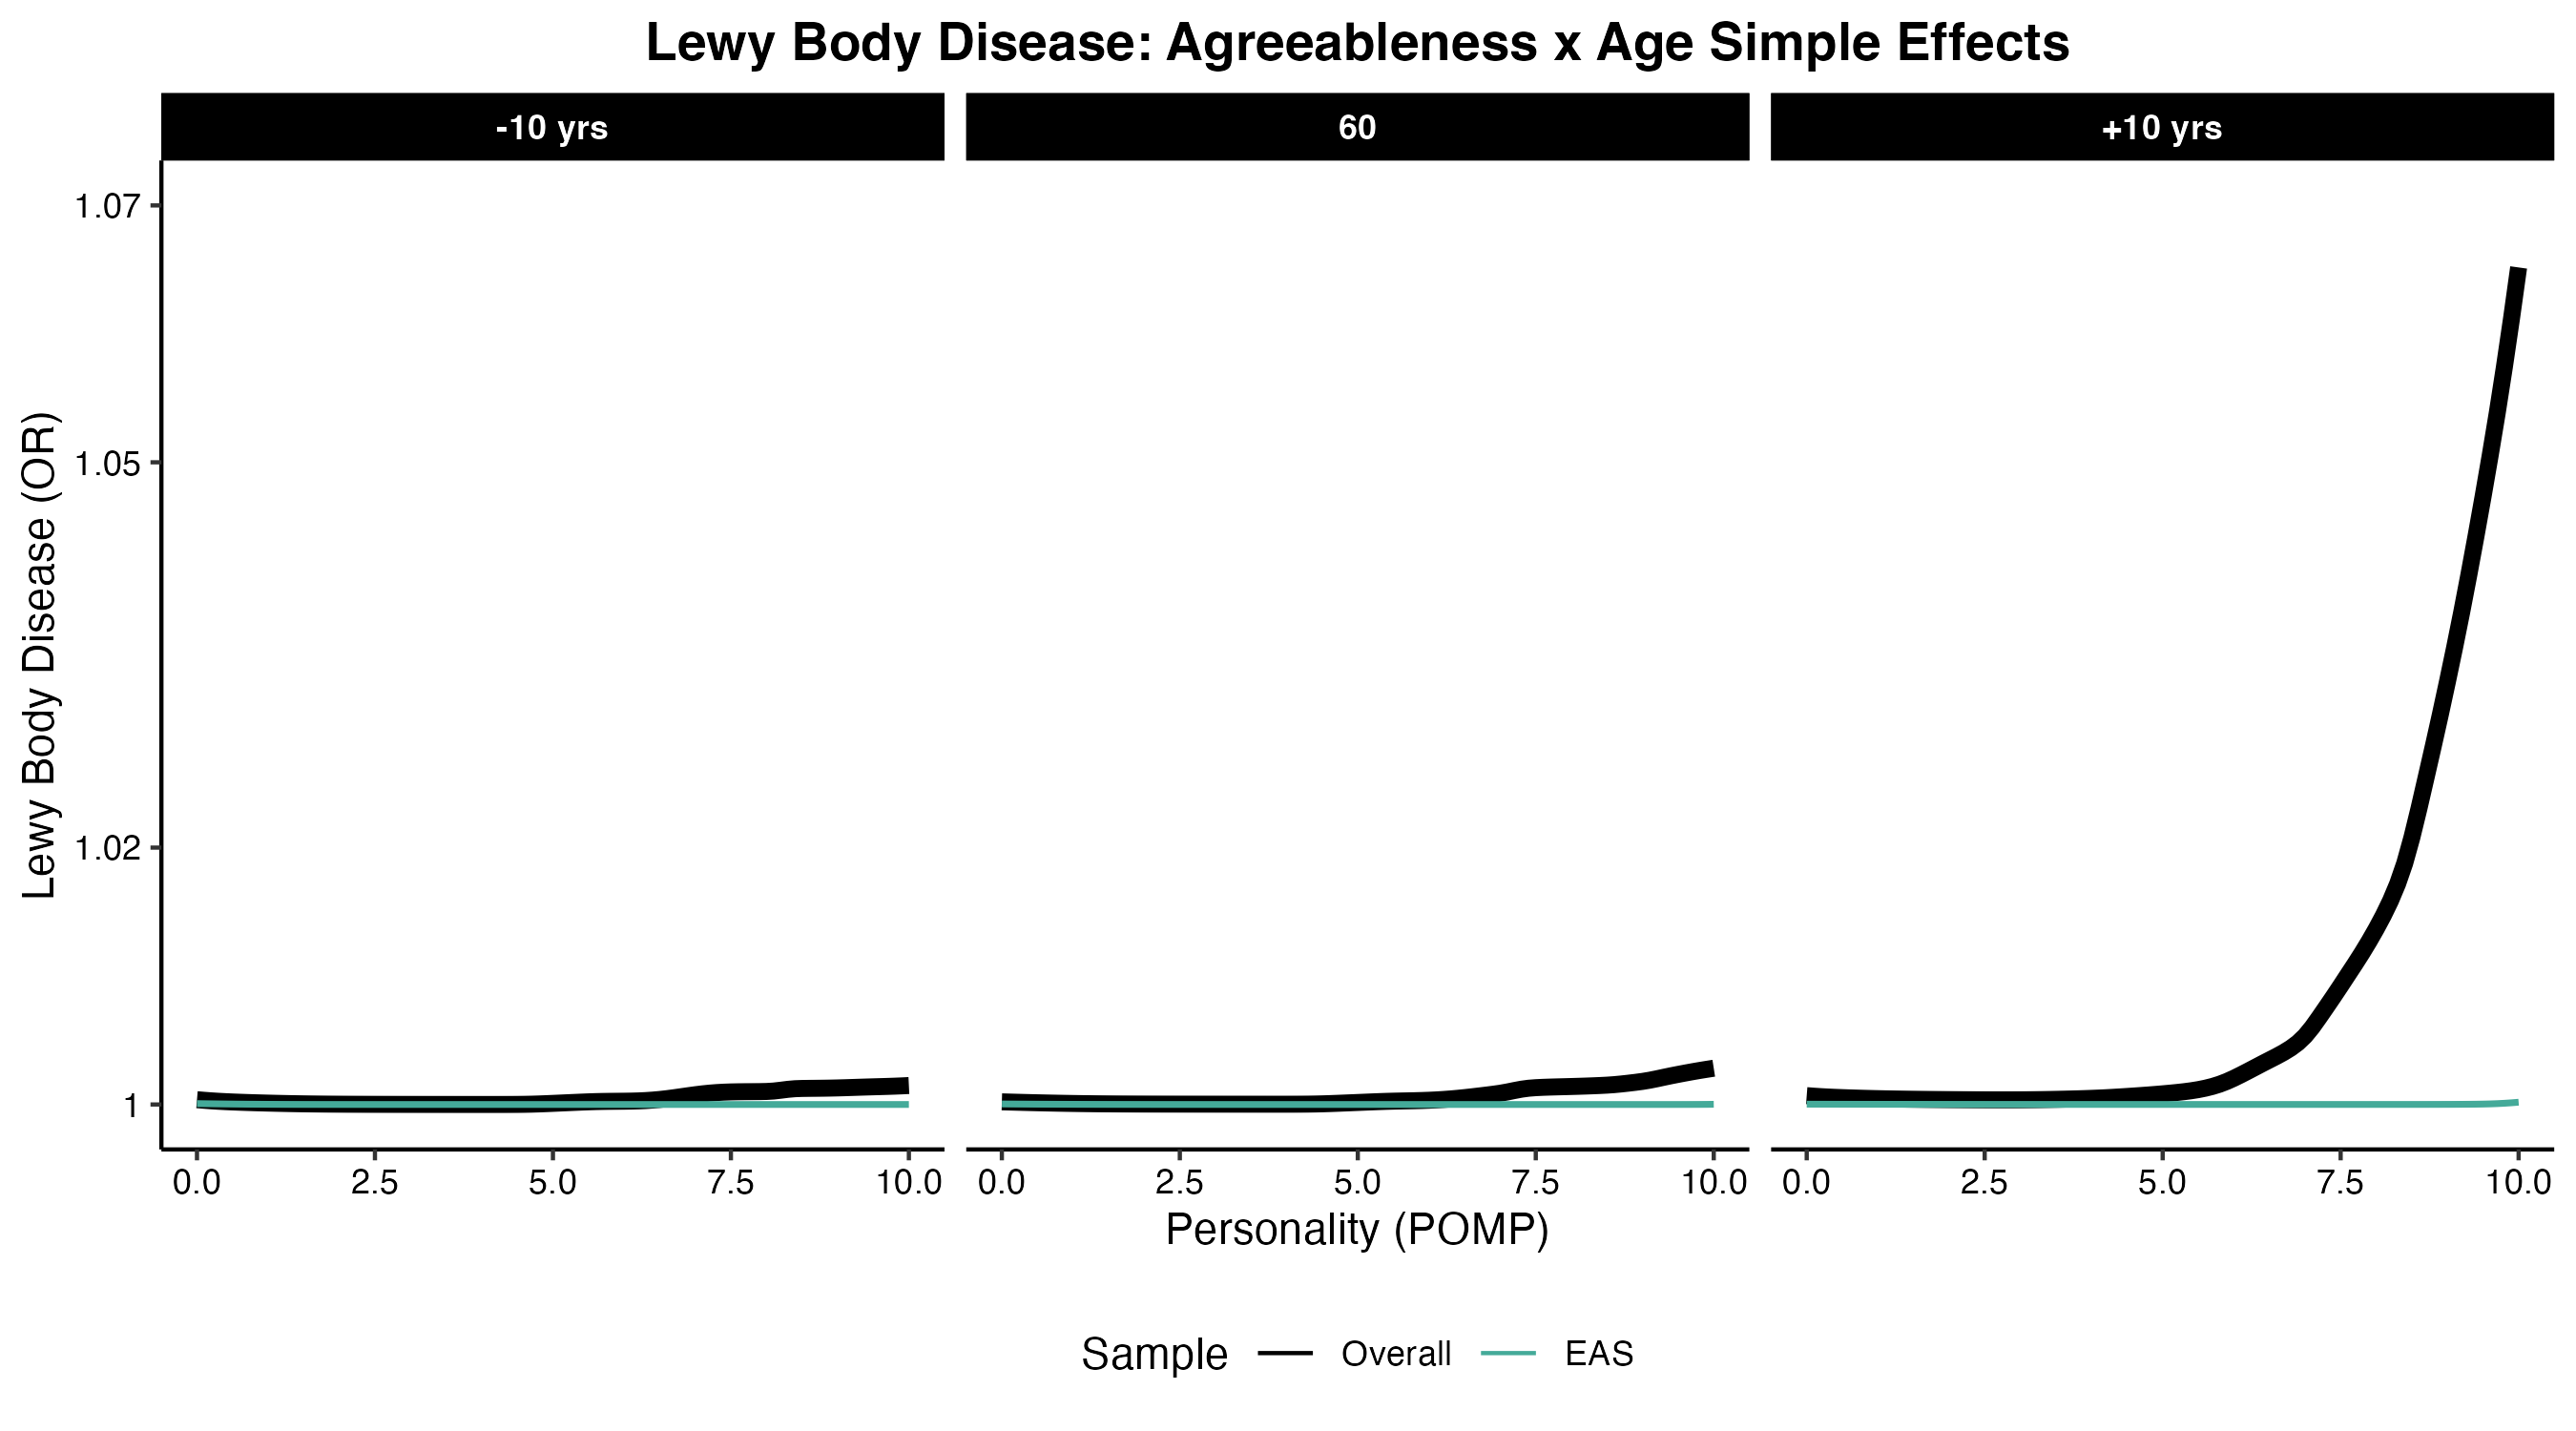 Lewy Body Disease: Agreeableness x Age Simple Effects
-10 yrs
60
+10 yrs
Lewy Body Disease (OR)
1.07
1.05
1.02
1
0.0 2.5 5.0 7.5 10.0
0.0 2.5 5.0 7.5 10.0
0.0 2.5 5.0 7.5 10.0
Personality (POMP)
Sample Overall EAS